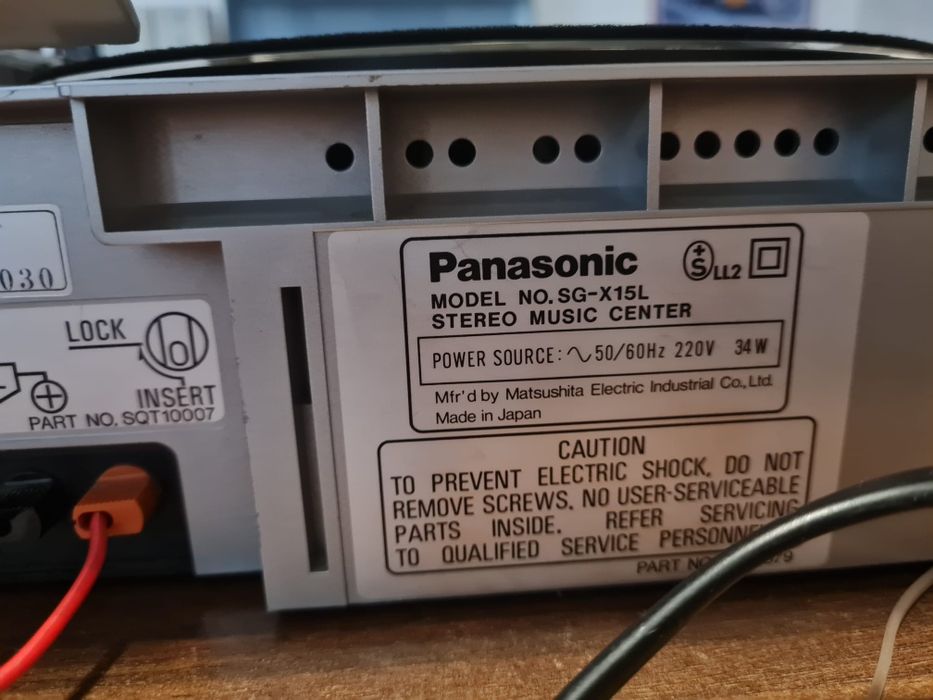 030
LOCK
INSERT
PART NO. SQT10007
Panasonic
S LL2
MODEL NO. SG-X15L
STEREO MUSIC CENTER
POWER SOURCE: ∿ 50/60Hz 220V 34W
Mfr'd by Matsushita Electric Industrial Co., Ltd.
Made in Japan
CAUTION
TO PREVENT ELECTRIC SHOCK, DO NOT
REMOVE SCREWS. NO USER-SERVICEABLE
PARTS INSIDE. REFER SERVICING
TO QUALIFIED SERVICE PERSONNEL
PART NO.